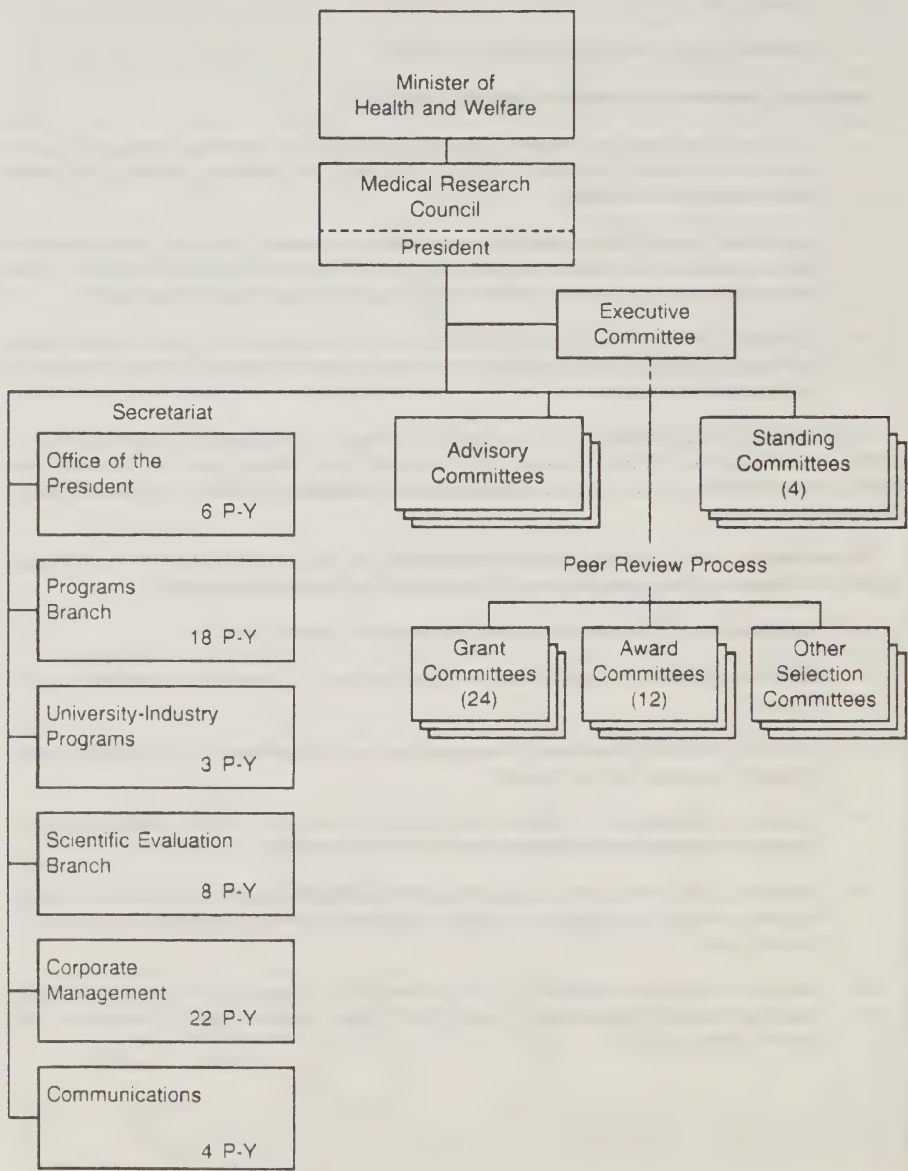 Minister of
Health and Welfare
Medical Research
Council
President
Executive
Committee
Secretariat
Office of the
President
6 P-Y
Programs
Branch
18 P-Y
University-Industry
Programs
3 P-Y
Scientific Evaluation
Branch
8 P-Y
Corporate
Management
22 P-Y
Communications
4 P-Y
Advisory
Committees
Standing
Committees
(4)
Peer Review Process
Grant
Committees
(24)
Award
Committees
(12)
Other
Selection
Committees